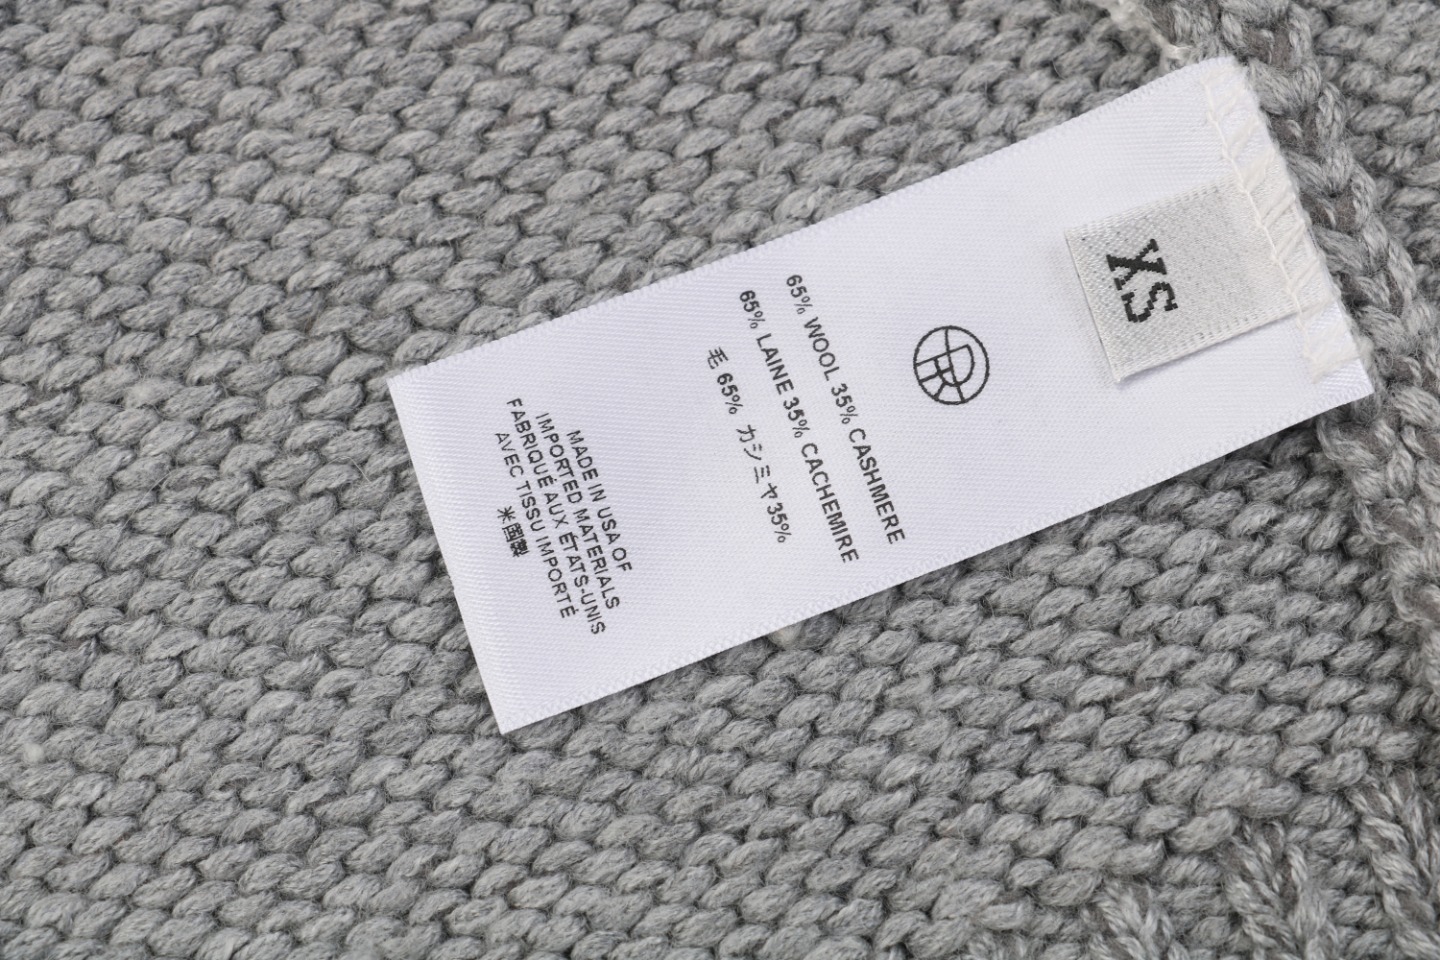 XS
65% WOOL 35% CASHMERE
65% LAINE 35% CACHEMIRE
毛 65% カシミヤ 35%
MADE IN USA OF
IMPORTED MATERIALS
FABRIQUÉ AUX ÉTATS-UNIS
AVEC TISSU IMPORTÉ
米國製